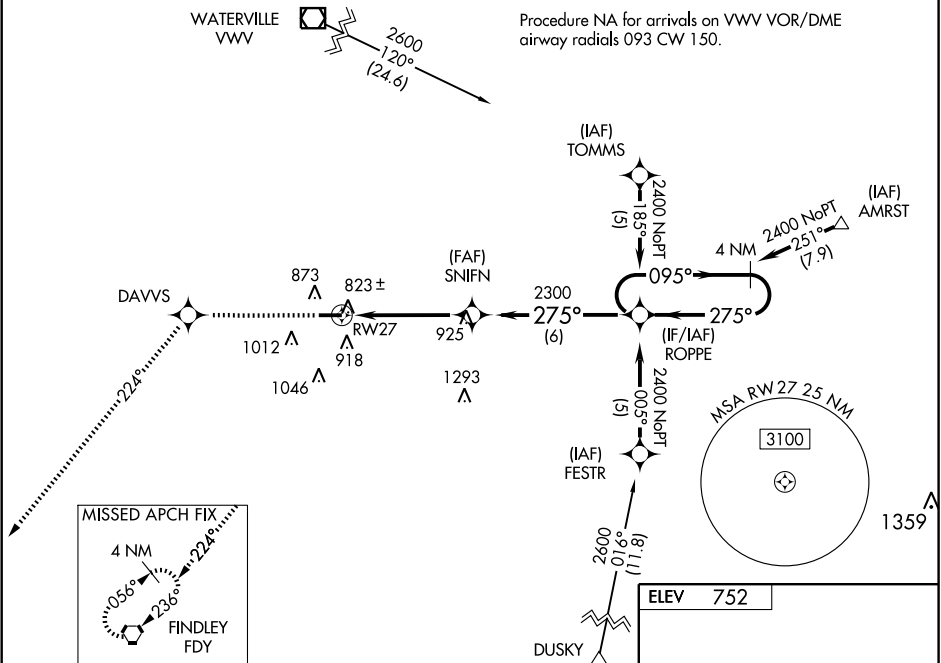 WATERVILLE
VWV
2600
120°
(24.6)
Procedure NA for arrivals on VWV VOR/DME
airway radials 093 CW 150.
(IAF)
TOMMS
2400 NoPT
185°
(5)
(IAF)
AMRST
2400 NoPT
251°
(7.9)
4 NM
095°
275°
(IF/IAF)
ROPPE
(FAF)
SNIFN
2300
275°
(6)
925
873
823 ±
RW27
DAVVS
1012
918
1046
1293
224°
2400 NoPT
005°
(5)
(IAF)
FESTR
MSA RW 27 25 NM
3100
1359
2600
016°
(11.8)
DUSKY
MISSED APCH FIX
4 NM
224°
056°
236°
FINDLEY
FDY
ELEV 752